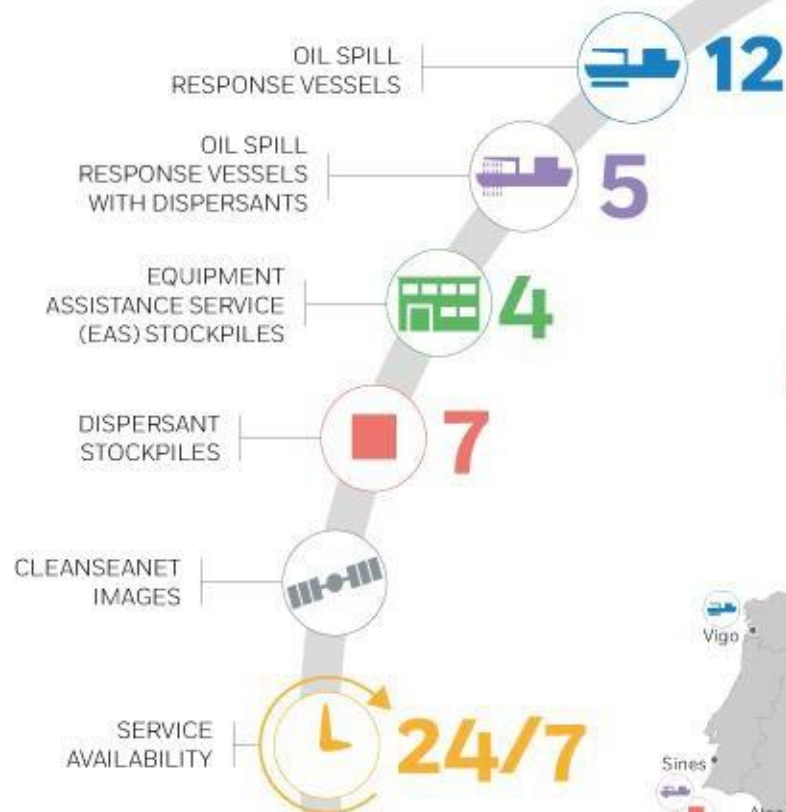 OIL SPILL
RESPONSE VESSELS
12
OIL SPILL
RESPONSE VESSELS
WITH DISPERSANTS
5
EQUIPMENT
ASSISTANCE SERVICE
(EAS) STOCKPILES
4
DISPERSANT
STOCKPILES
7
CLEANSEANET
IMAGES
Vigo
SERVICE
AVAILABILITY
24/7
Sines